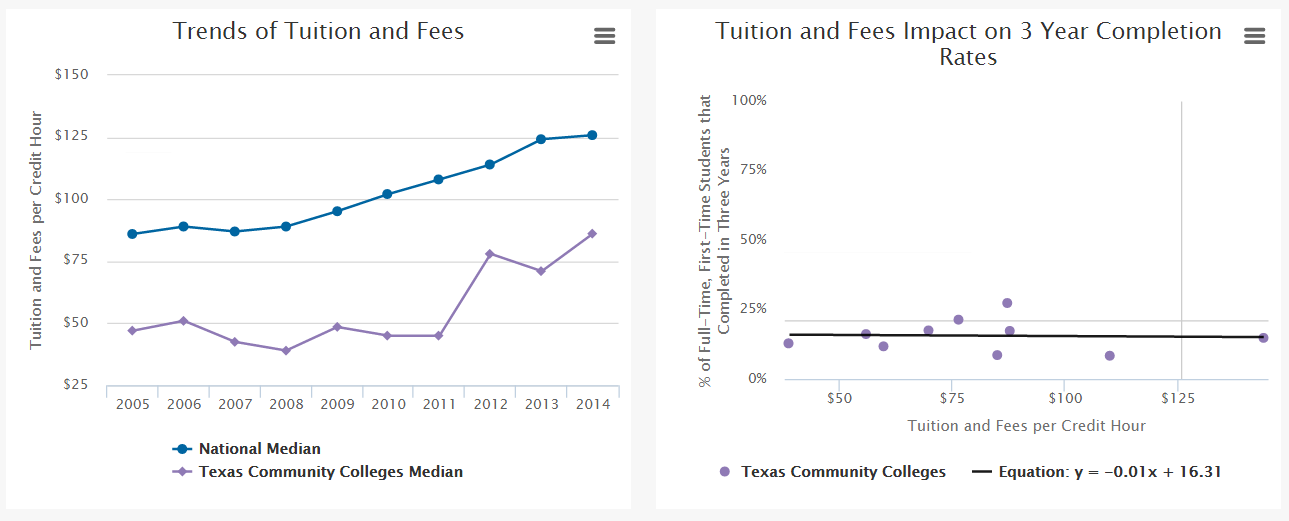 Trends of Tuition and Fees
Tuition and Fees per Credit Hour
$150
$125
$100
$75
$50
$25
2005 2006 2007 2008 2009 2010 2011 2012 2013 2014
National Median
Texas Community Colleges Median
Tuition and Fees Impact on 3 Year Completion
Rates
% of Full-Time, First-Time Students that
Completed in Three Years
100%
75%
50%
25%
0%
$50 $75 $100 $125
Tuition and Fees per Credit Hour
Texas Community Colleges
Equation: y = -0.01x + 16.31